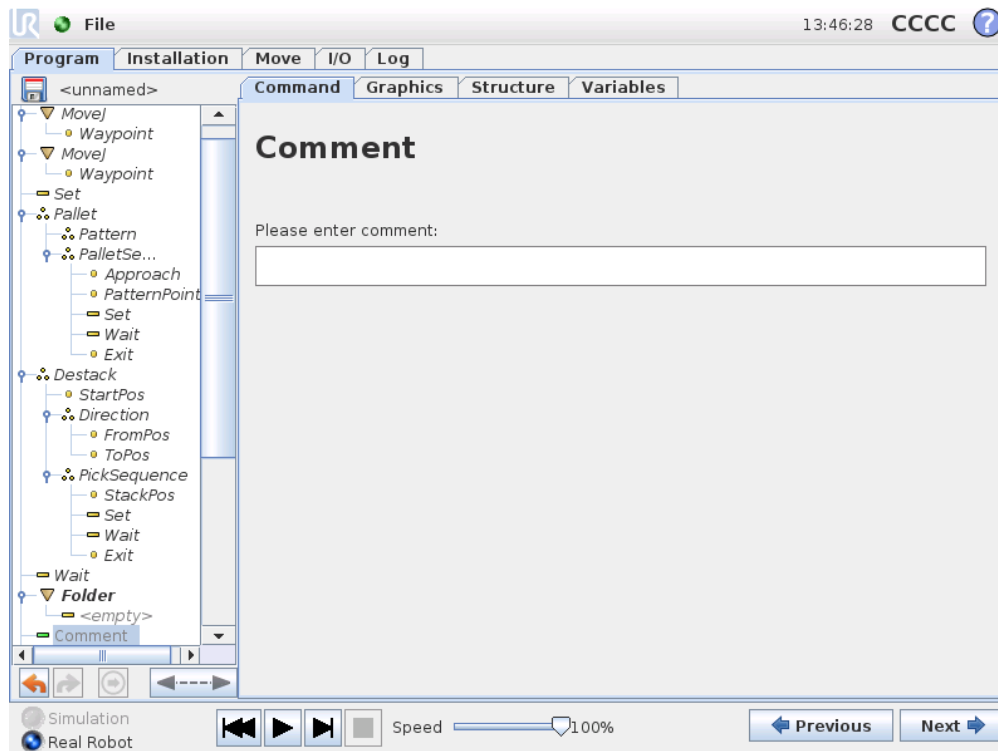 UR File 13:46:28 CCCC ?
Program Installation Move I/O Log
<unnamed>
Command Graphics Structure Variables
MoveJ
Waypoint
MoveJ
Waypoint
Set
Pallet
Pattern
PalletSe...
Approach
PatternPoint
Set
Wait
Exit
Destack
StartPos
Direction
FromPos
ToPos
PickSequence
StackPos
Set
Wait
Exit
Wait
Folder
<empty>
Comment
Comment
Please enter comment:
Simulation
Real Robot
Speed 100%
Previous Next